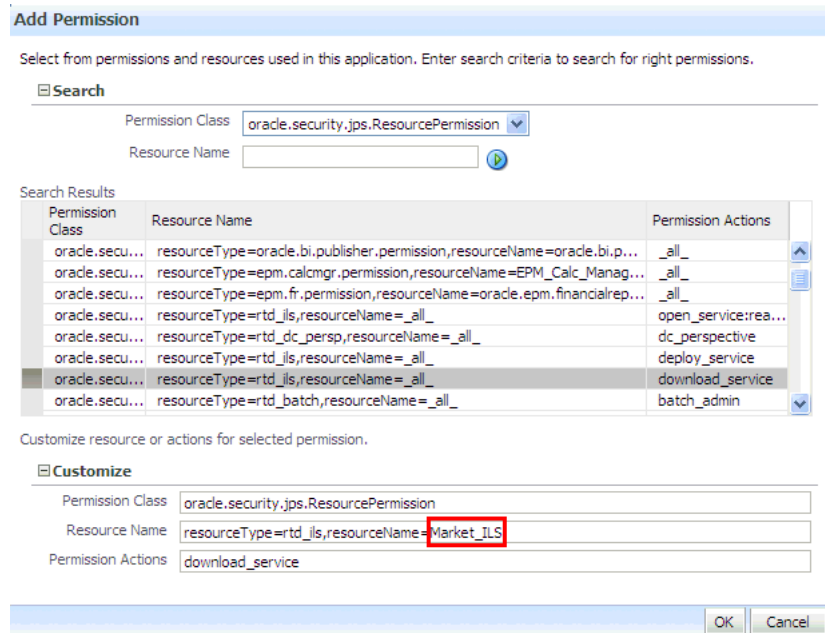 Add Permission
Select from permissions and resources used in this application. Enter search criteria to search for right permissions.
Search
Permission Class oracle.security.jps.ResourcePermission
Resource Name
Search Results
Permission Class Resource Name Permission Actions
oracle.secu... resourceType=oracle.bi.publisher.permission,resourceName=oracle.bi.p... _all_
oracle.secu... resourceType=epm.calcmgr.permission,resourceName=EPM_Calc_Manag... _all_
oracle.secu... resourceType=epm.fr.permission,resourceName=oracle.epm.financialrep... _all_
oracle.secu... resourceType=rtd_ils,resourceName=_all_ open_service:rea...
oracle.secu... resourceType=rtd_dc_persp,resourceName=_all_ dc_perspective
oracle.secu... resourceType=rtd_ils,resourceName=_all_ deploy_service
oracle.secu... resourceType=rtd_ils,resourceName=_all_ download_service
oracle.secu... resourceType=rtd_batch,resourceName=_all_ batch_admin
Customize resource or actions for selected permission.
Customize
Permission Class oracle.security.jps.ResourcePermission
Resource Name resourceType=rtd_ils,resourceName=Market_ILS
Permission Actions download_service
OK Cancel